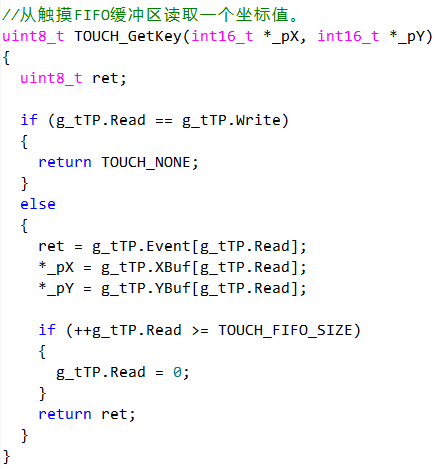 //从触摸FIFO缓冲区读取一个坐标值。
uint8_t TOUCH_GetKey(int16_t *_pX, int16_t *_pY)
{
  uint8_t ret;

  if (g_tTP.Read == g_tTP.Write)
  {
    return TOUCH_NONE;
  }
  else
  {
    ret = g_tTP.Event[g_tTP.Read];
    *_pX = g_tTP.XBuf[g_tTP.Read];
    *_pY = g_tTP.YBuf[g_tTP.Read];

    if (++g_tTP.Read >= TOUCH_FIFO_SIZE)
    {
      g_tTP.Read = 0;
    }
    return ret;
  }
}